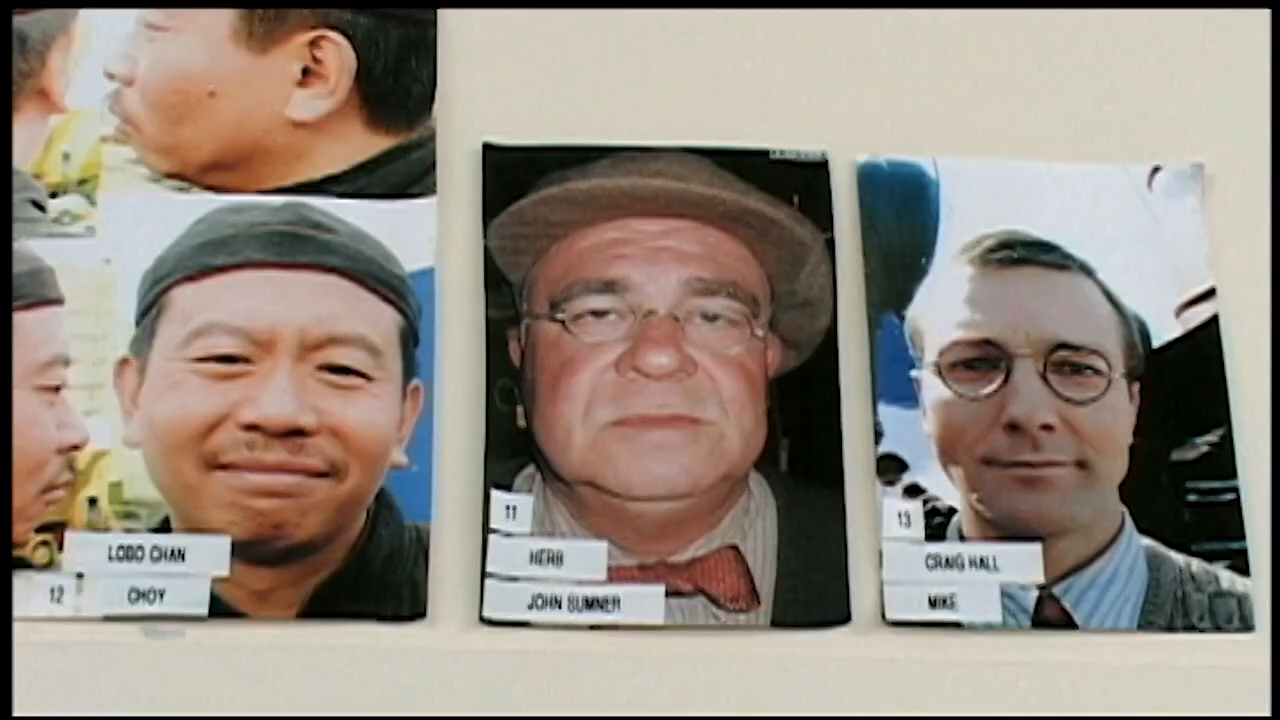 LOBO CHAN
12
CHOY
11
HERB
JOHN SUMNER
13
CRAIG HALL
MIKE